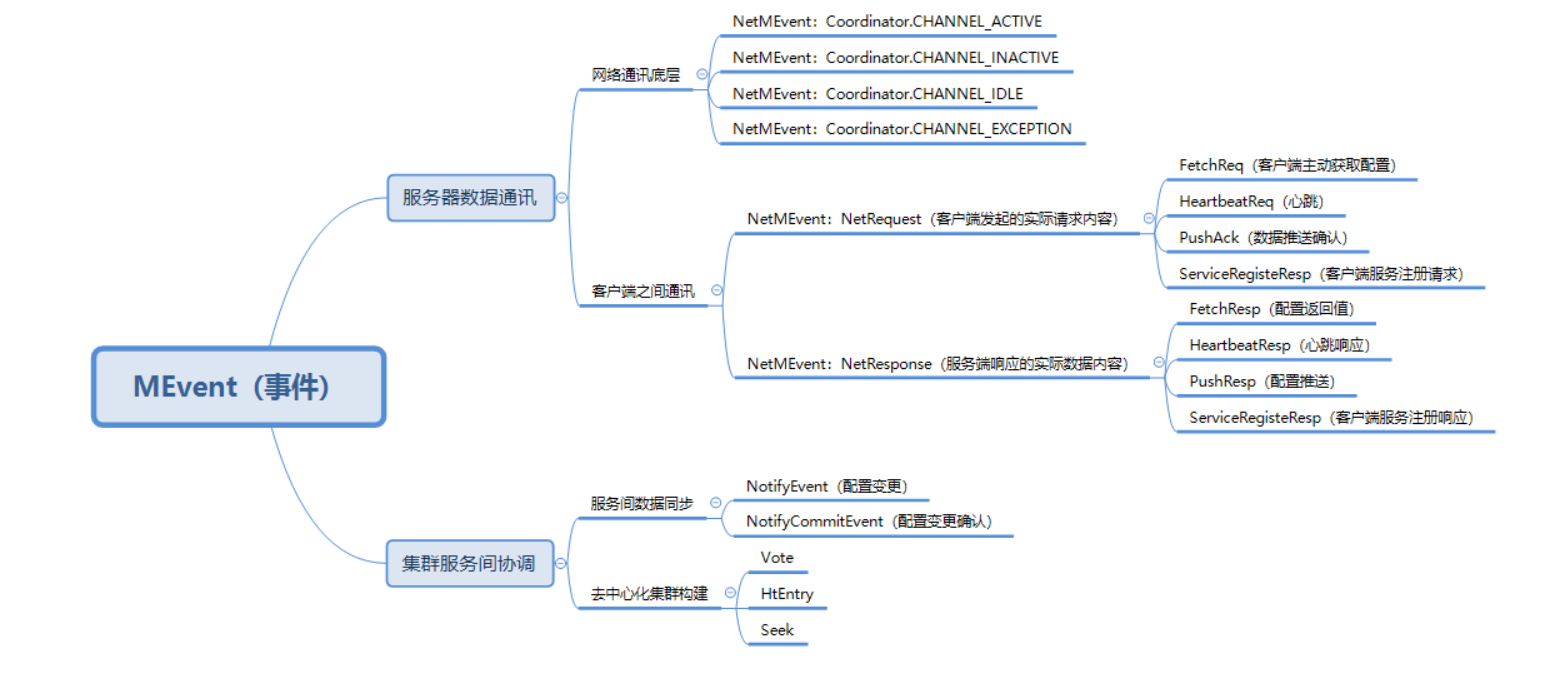 MEvent（事件）
服务器数据通讯
网络通讯底层
NetMEvent：Coordinator.CHANNEL_ACTIVE
NetMEvent：Coordinator.CHANNEL_INACTIVE
NetMEvent：Coordinator.CHANNEL_IDLE
NetMEvent：Coordinator.CHANNEL_EXCEPTION
客户端之间通讯
NetMEvent：NetRequest（客户端发起的实际请求内容）
FetchReq（客户端主动获取配置）
HeartbeatReq（心跳）
PushAck（数据推送确认）
ServiceRegisteResp（客户端服务注册请求）
NetMEvent：NetResponse（服务端响应的实际数据内容）
FetchResp（配置返回值）
HeartbeatResp（心跳响应）
PushResp（配置推送）
ServiceRegisteResp（客户端服务注册响应）
集群服务间协调
服务间数据同步
NotifyEvent（配置变更）
NotifyCommitEvent（配置变更确认）
去中心化集群构建
Vote
HtEntry
Seek